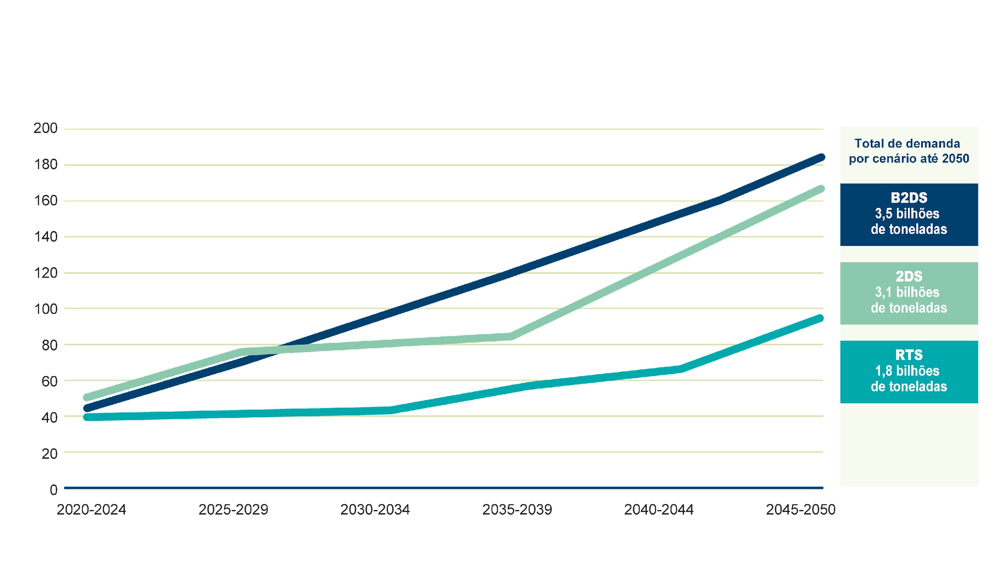 200
180
160
140
120
100
80
60
40
20
0
2020-2024
2025-2029
2030-2034
2035-2039
2040-2044
2045-2050
Total de demanda
por cenário até 2050
B2DS
3,5 bilhões
de toneladas
2DS
3,1 bilhões
de toneladas
RTS
1,8 bilhões
de toneladas